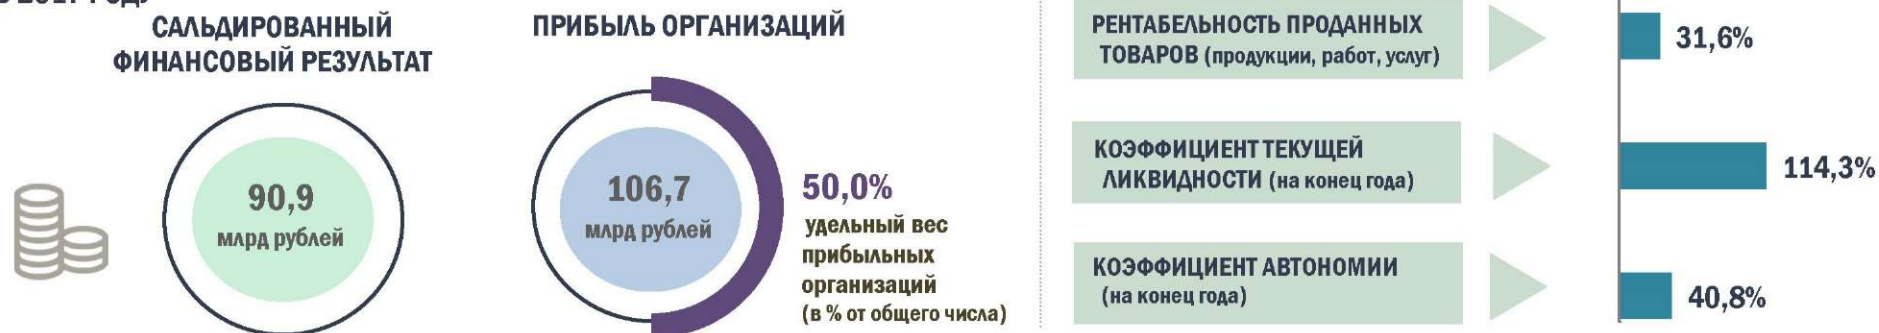 САЛЬДИРОВАННЫЙ
ФИНАНСОВЫЙ РЕЗУЛЬТАТ
90,9
млрд рублей
ПРИБЫЛЬ ОРГАНИЗАЦИЙ
106,7
млрд рублей
50,0%
удельный вес
прибыльных
организаций
(в % от общего числа)
РЕНТАБЕЛЬНОСТЬ ПРОДАННЫХ
ТОВАРОВ (продукции, работ, услуг)
31,6%
КОЭФФИЦИЕНТ ТЕКУЩЕЙ
ЛИКВИДНОСТИ (на конец года)
114,3%
КОЭФФИЦИЕНТ АВТОНОМИИ
(на конец года)
40,8%